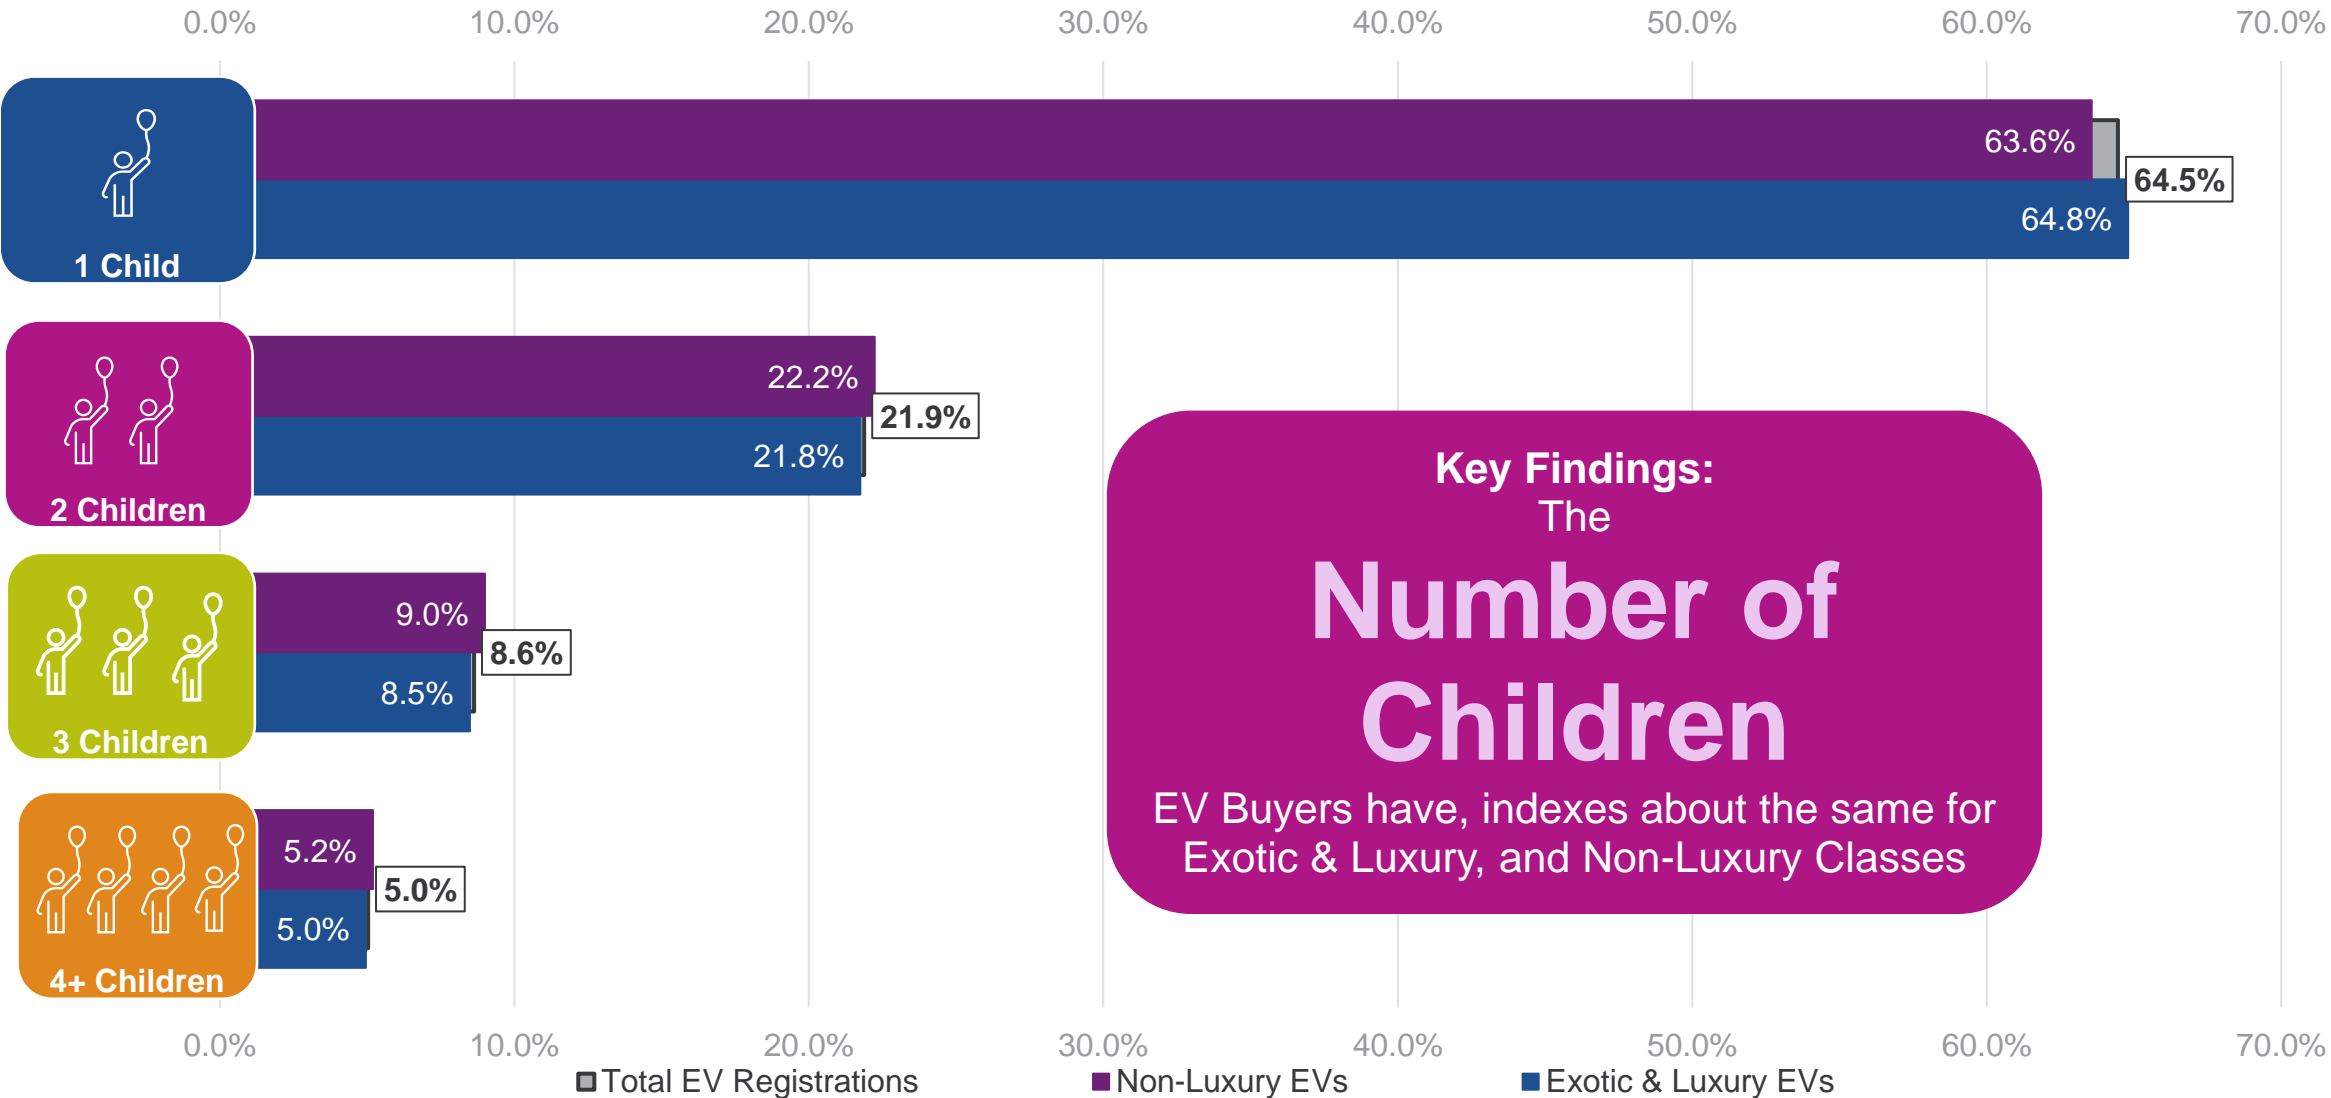 0.0% 10.0% 20.0% 30.0% 40.0% 50.0% 60.0% 70.0%
63.6%
64.5%
64.8%
1 Child
22.2%
21.9%
21.8%
2 Children
9.0%
8.6%
8.5%
3 Children
5.2%
5.0%
5.0%
4+ Children
Key Findings:
The
Number of
Children
EV Buyers have, indexes about the same for
Exotic & Luxury, and Non-Luxury Classes
0.0% 10.0% 20.0% 30.0% 40.0% 50.0% 60.0% 70.0%
Total EV Registrations Non-Luxury EVs Exotic & Luxury EVs